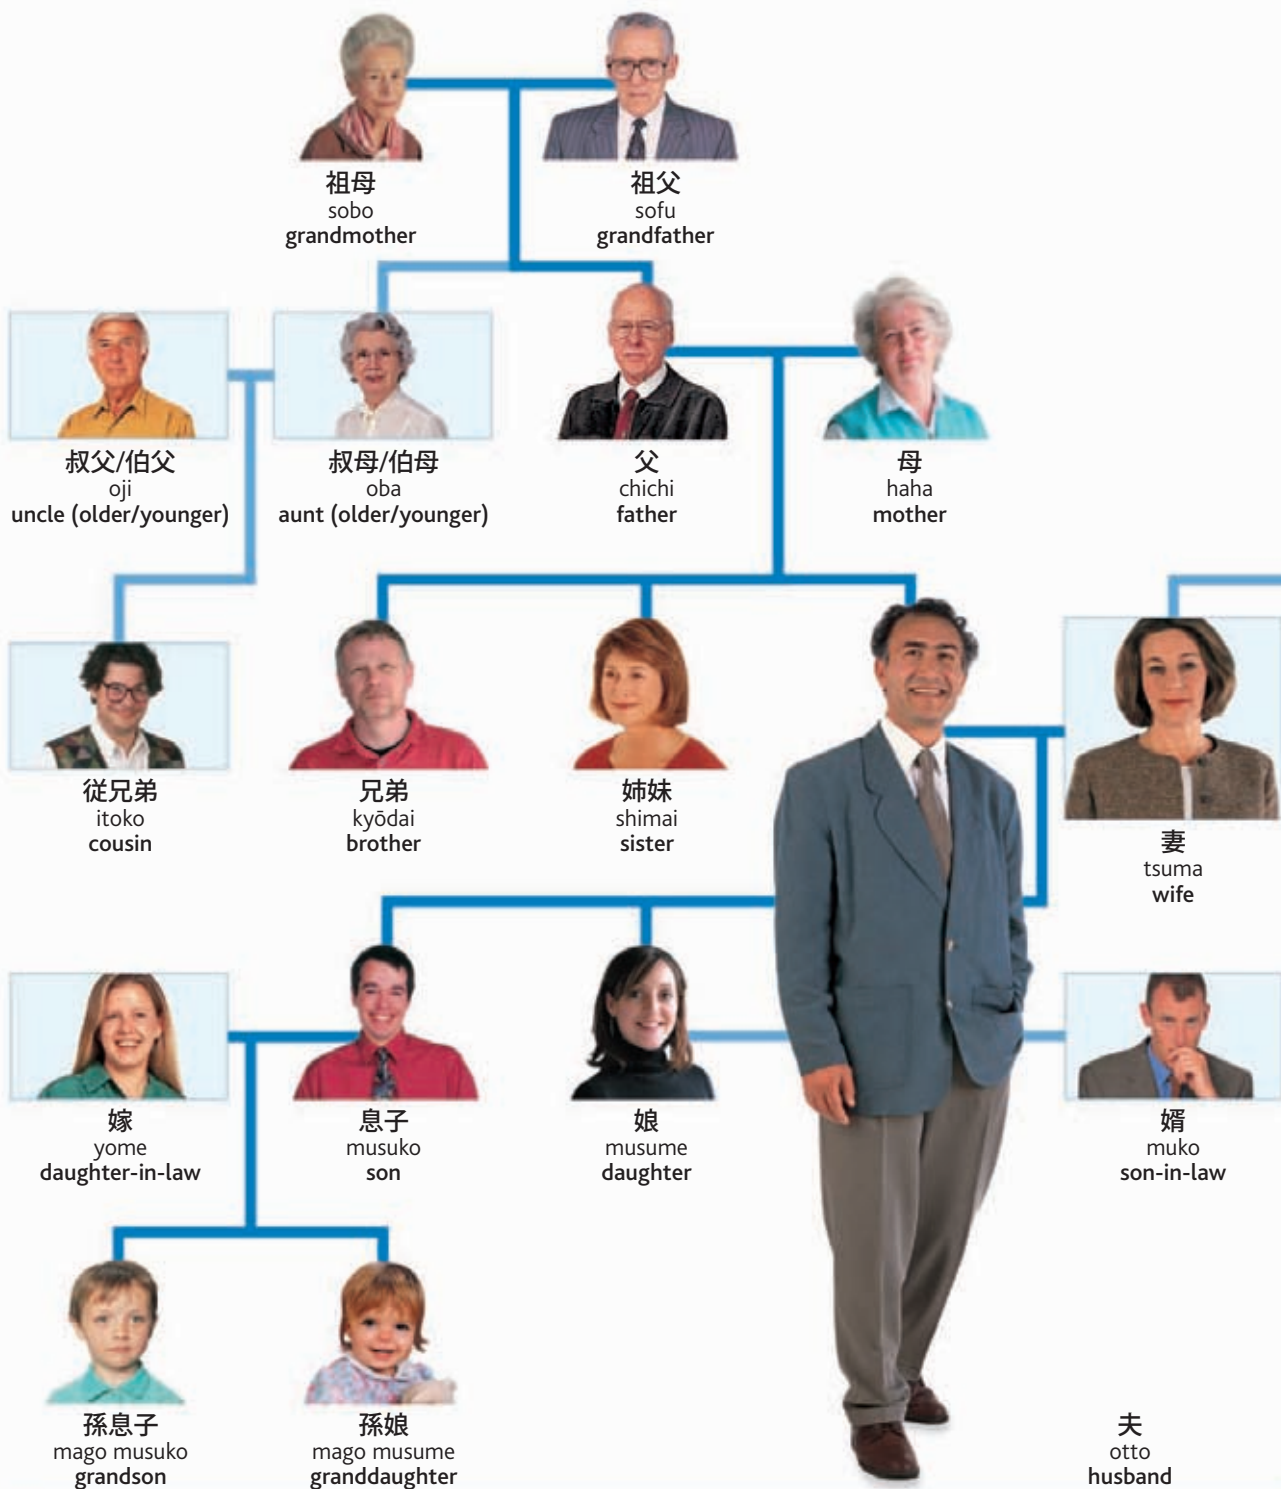 祖母
sobo
grandmother
祖父
sofu
grandfather
叔父/伯父
oji
uncle (older/younger)
叔母/伯母
oba
aunt (older/younger)
父
chichi
father
母
haha
mother
従兄弟
itoko
cousin
兄弟
kyōdai
brother
姉妹
shimai
sister
妻
tsuma
wife
嫁
yome
daughter-in-law
息子
musuko
son
娘
musume
daughter
婿
muko
son-in-law
孫息子
mago musuko
grandson
孫娘
mago musume
granddaughter
夫
otto
husband